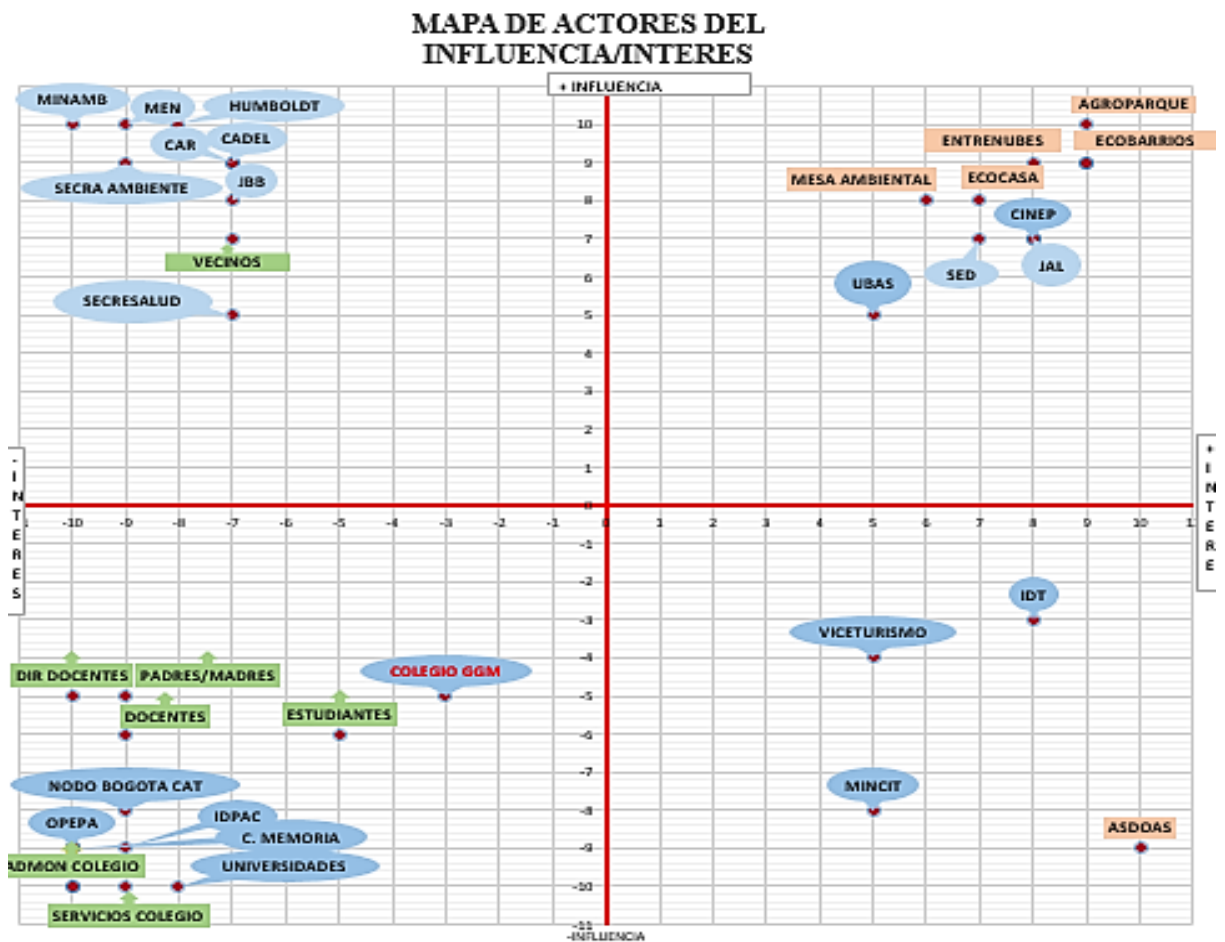 MAPA DE ACTORES DEL
INFLUENCIA/INTERES
+ INFLUENCIA
MINAMB
MEN
HUMBOLDT
AGROPARQUE
10
CAR
CADEL
ENTRENUBES
ECOBARRIOS
9
SECRA AMBIENTE
JBB
MESA AMBIENTAL
ECOCASA
8
CINEP
7
VECINOS
SED
JAL
6
SECRESALUD
UBAS
5
4
3
2
1
0
- INTERES
+ INTERE
-10 -9 -8 -7 -6 -5 -4 -3 -2 -1 0 1 2 3 4 5 6 7 8 9 10
-1
-2
IDT
-3
VICETURISMO
-4
DIR DOCENTES
PADRES/MADRES
COLEGIO GGM
-5
DOCENTES
ESTUDIANTES
-6
-7
NODO BOGOTA CAT
MINCIT
-8
OPEPA
IDPAC
C. MEMORIA
ASDOAS
-9
ADMON COLEGIO
UNIVERSIDADES
-10
SERVICIOS COLEGIO
-11
-INFLUENCIA